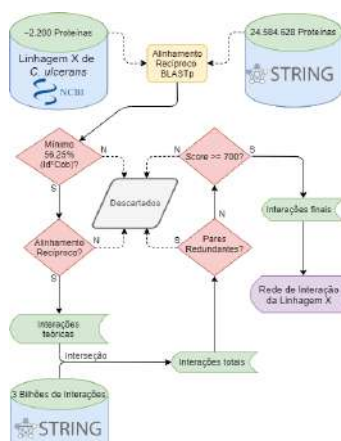 ~2.200 Proteínas
Linhagem X de
C. ulcerans
NCBI
Alinhamento
Recíproco
BLASTp
24.584.628 Proteínas
STRING
Mínimo
56,25%
(Id*Cob)?
N
S
Score >= 700?
N
S
Descartados
Interações finais
Alinhamento
Recíproco?
N
S
Pares
Redundantes?
S
N
Rede de Interação
da Linhagem X
Interações
teóricas
interseção
Interações totais
3 Bilhões de Interações
STRING